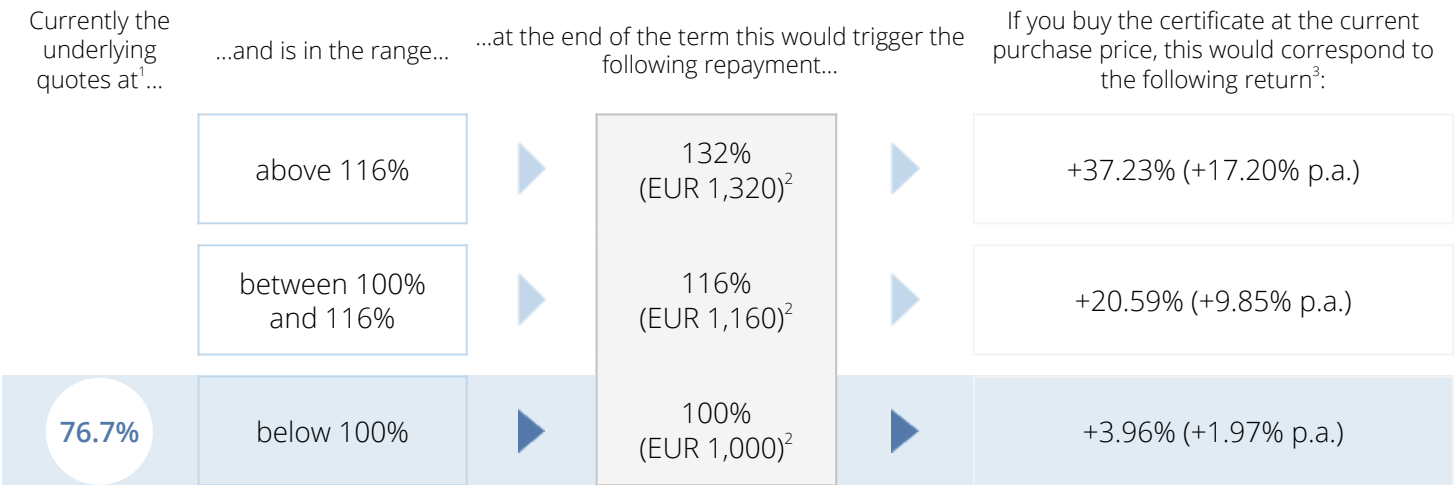 Currently the
underlying
quotes at¹...
...and is in the range...
...at the end of the term this would trigger the
following repayment...
If you buy the certificate at the current
purchase price, this would correspond to
the following return³:
above 116%
132%
(EUR 1,320)²
+37.23% (+17.20% p.a.)
between 100%
and 116%
116%
(EUR 1,160)²
+20.59% (+9.85% p.a.)
76.7%
below 100%
100%
(EUR 1,000)²
+3.96% (+1.97% p.a.)